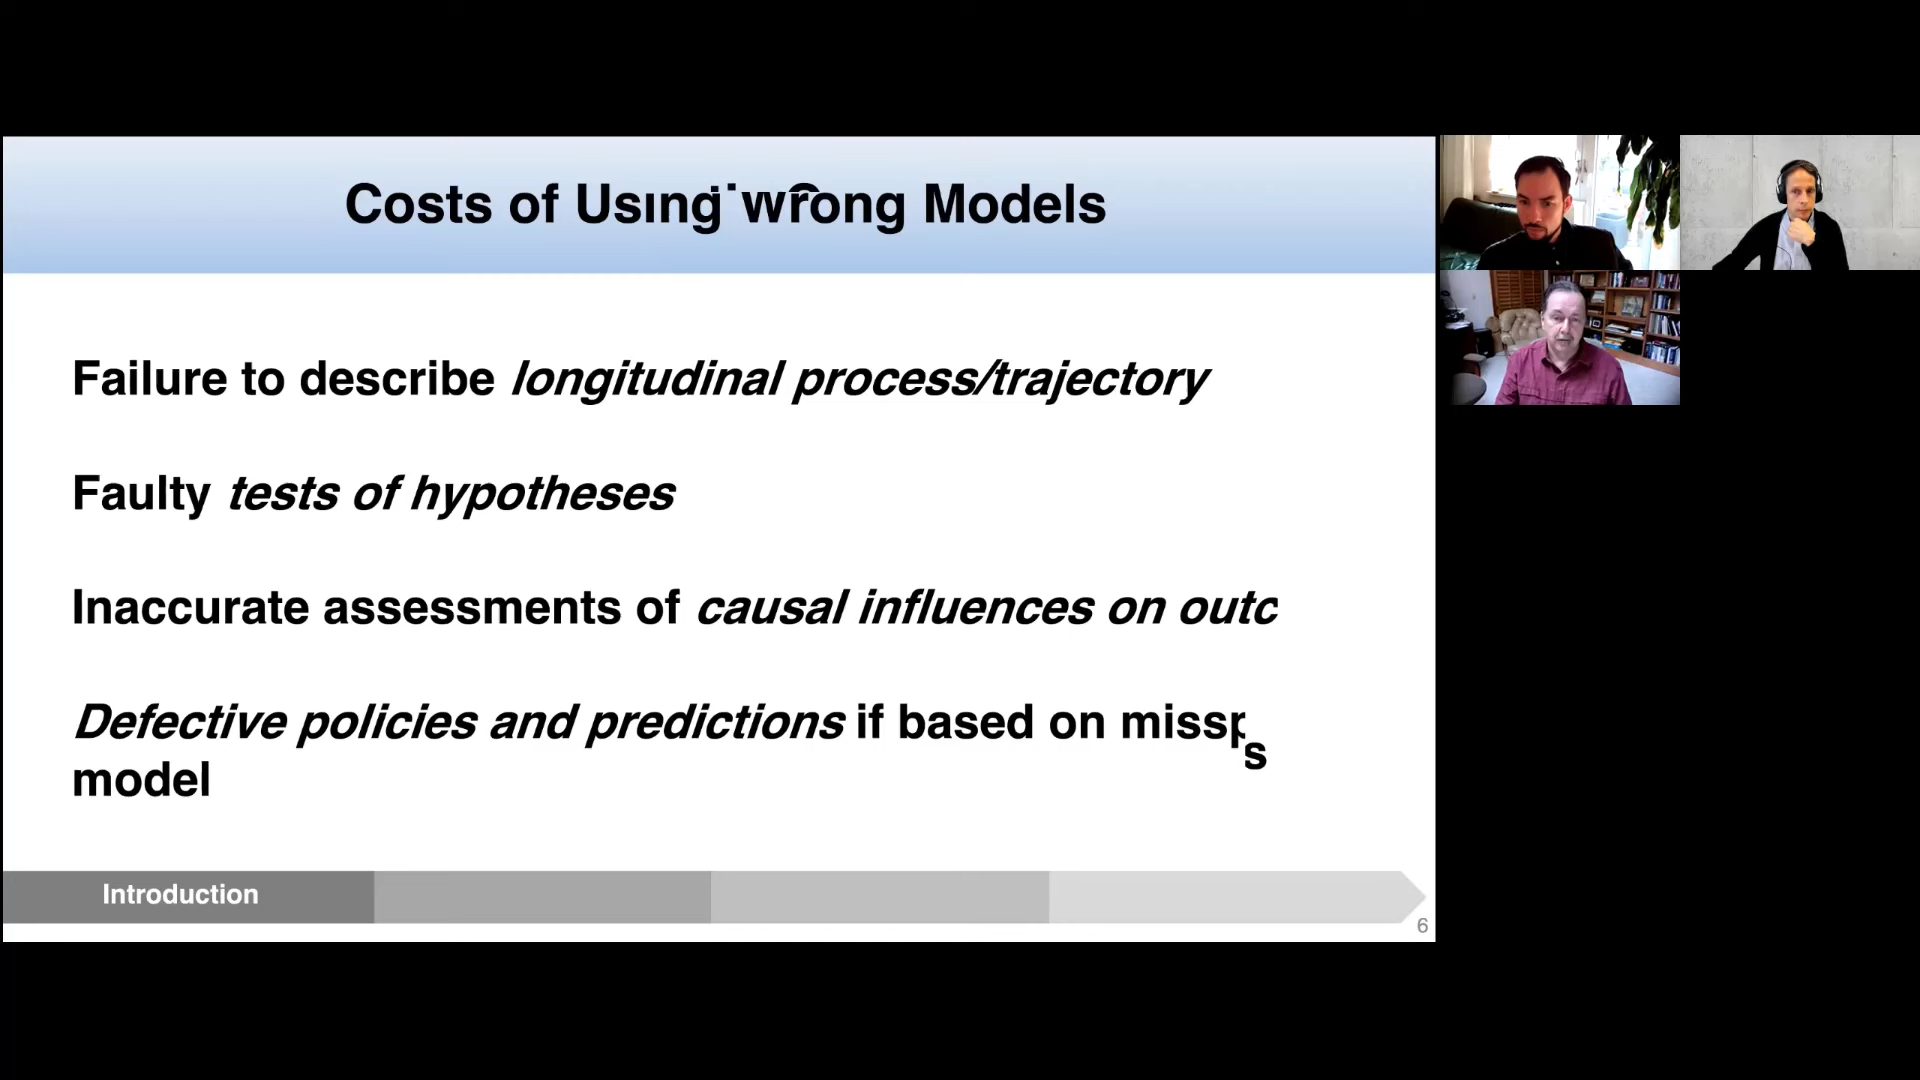 Costs of Using wrong Models
Failure to describe longitudinal process/trajectory
Faulty tests of hypotheses
Inaccurate assessments of causal influences on outc
Defective policies and predictions if based on missp
s
model
Introduction
6